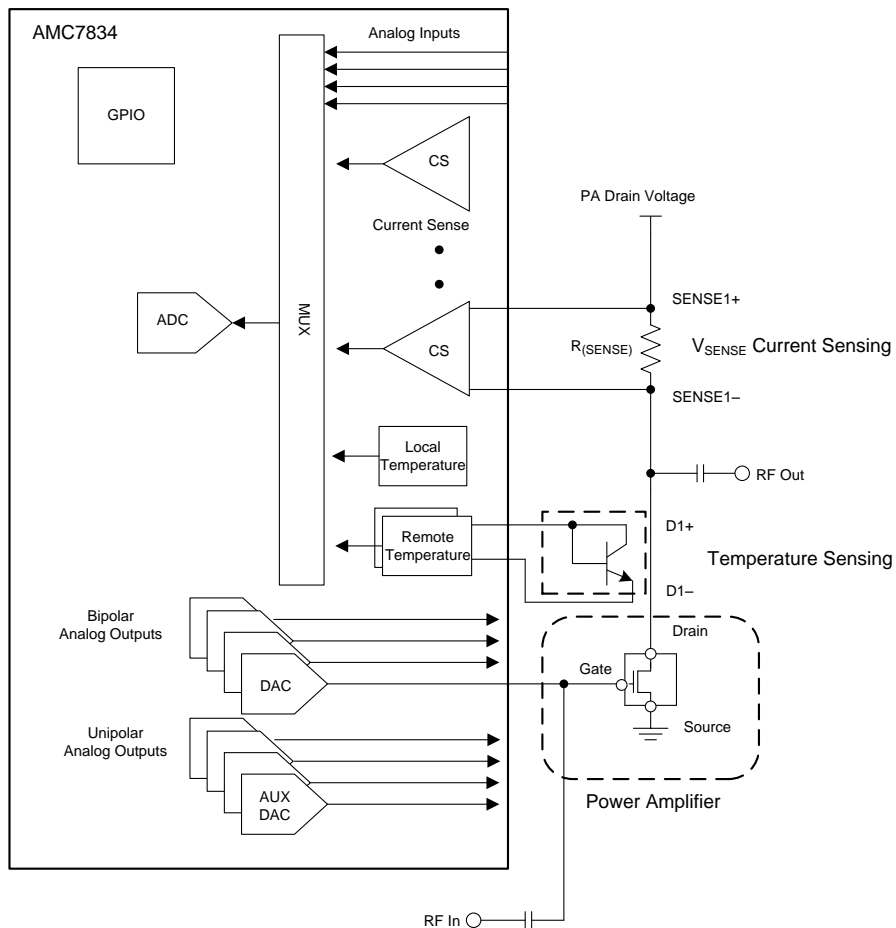 AMC7834
Analog Inputs
GPIO
CS
PA Drain Voltage
Current Sense
SENSE1+
MUX
ADC
CS
R(SENSE)
VSENSE Current Sensing
SENSE1–
Local
Temperature
RF Out
D1+
Remote
Temperature
Temperature Sensing
D1–
Bipolar
Analog Outputs
Drain
Gate
DAC
Source
Unipolar
Analog Outputs
AUX
DAC
Power Amplifier
RF In